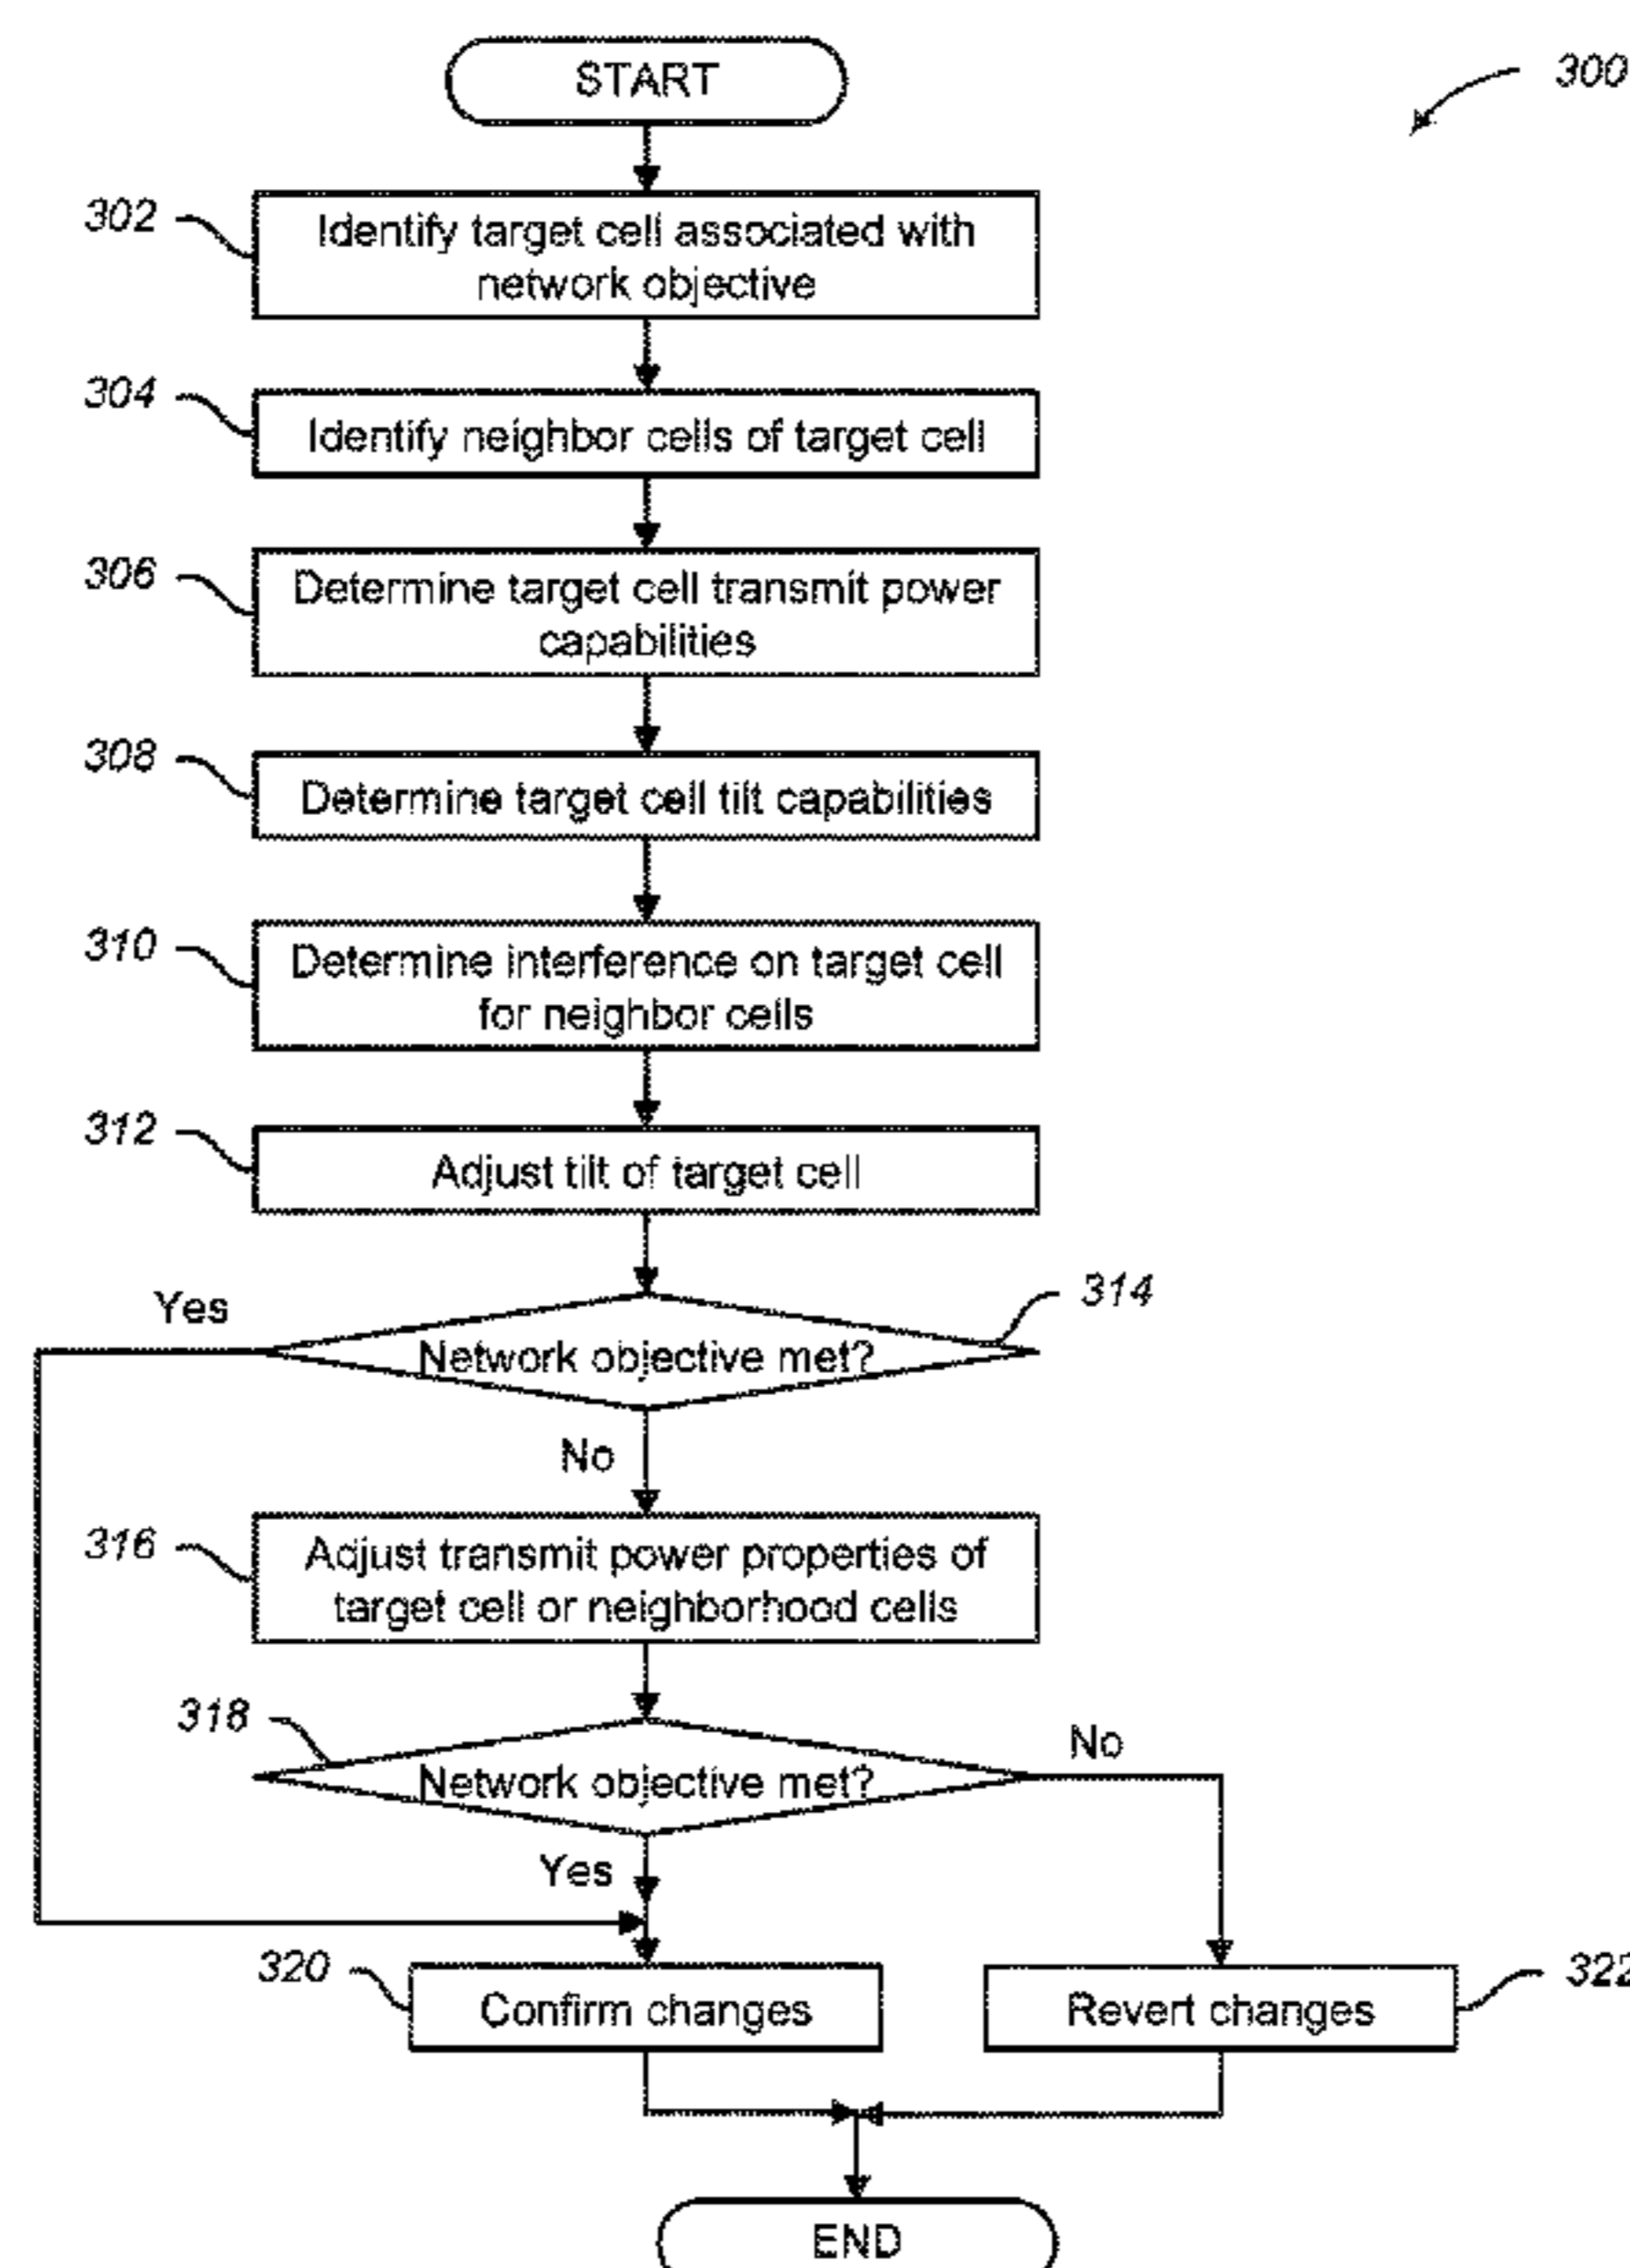 START
300
302
Identify target cell associated with
network objective
304
Identify neighbor cells of target cell
306
Determine target cell transmit power
capabilities
308
Determine target cell tilt capabilities
310
Determine interference on target cell
for neighbor cells
312
Adjust tilt of target cell
Yes
314
Network objective met?
No
316
Adjust transmit power properties of
target cell or neighborhood cells
318
No
Network objective met?
Yes
320
Confirm changes
Revert changes
322
END